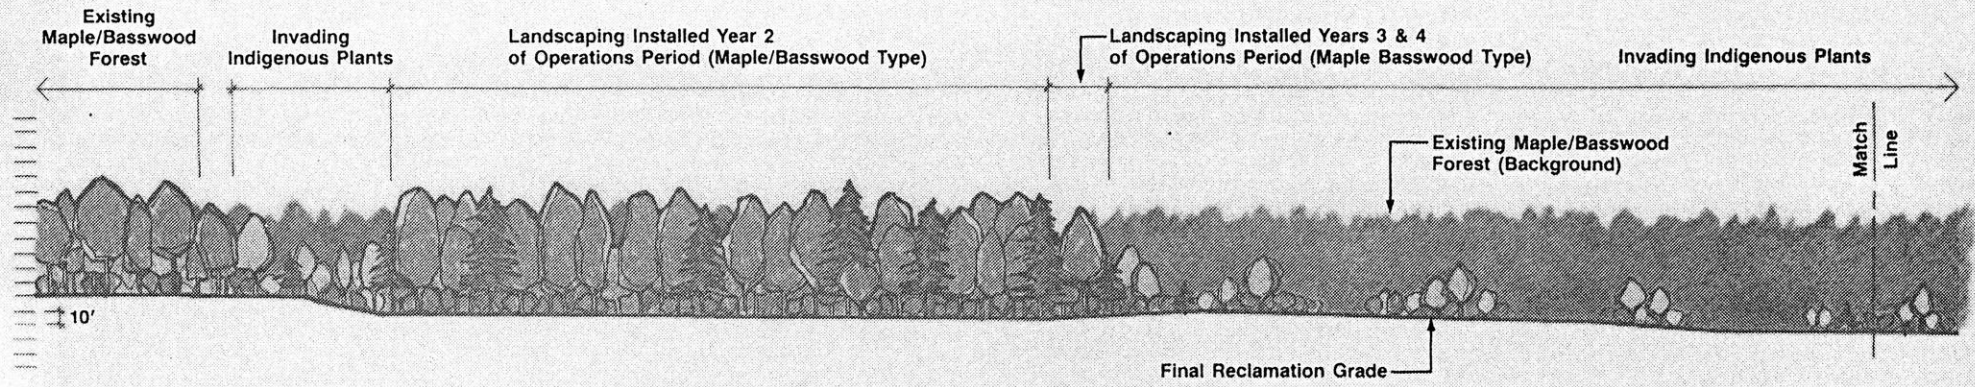 Existing
Maple/Basswood
Forest
Invading
Indigenous Plants
Landscaping Installed Year 2
of Operations Period (Maple/Basswood Type)
Landscaping Installed Years 3 & 4
of Operations Period (Maple Basswood Type)
Invading Indigenous Plants
Existing Maple/Basswood
Forest (Background)
Match
Line
10'
Final Reclamation Grade